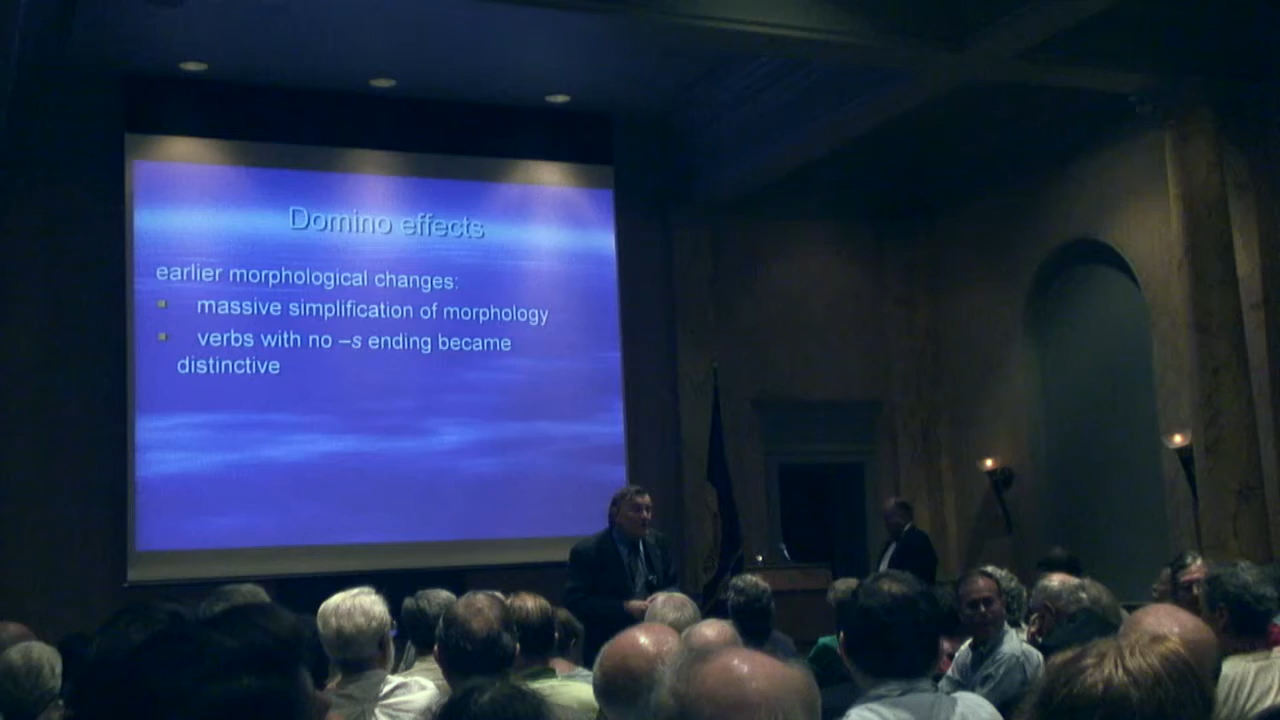 Domino effects
earlier morphological changes:
massive simplification of morphology
verbs with no –s ending became
distinctive